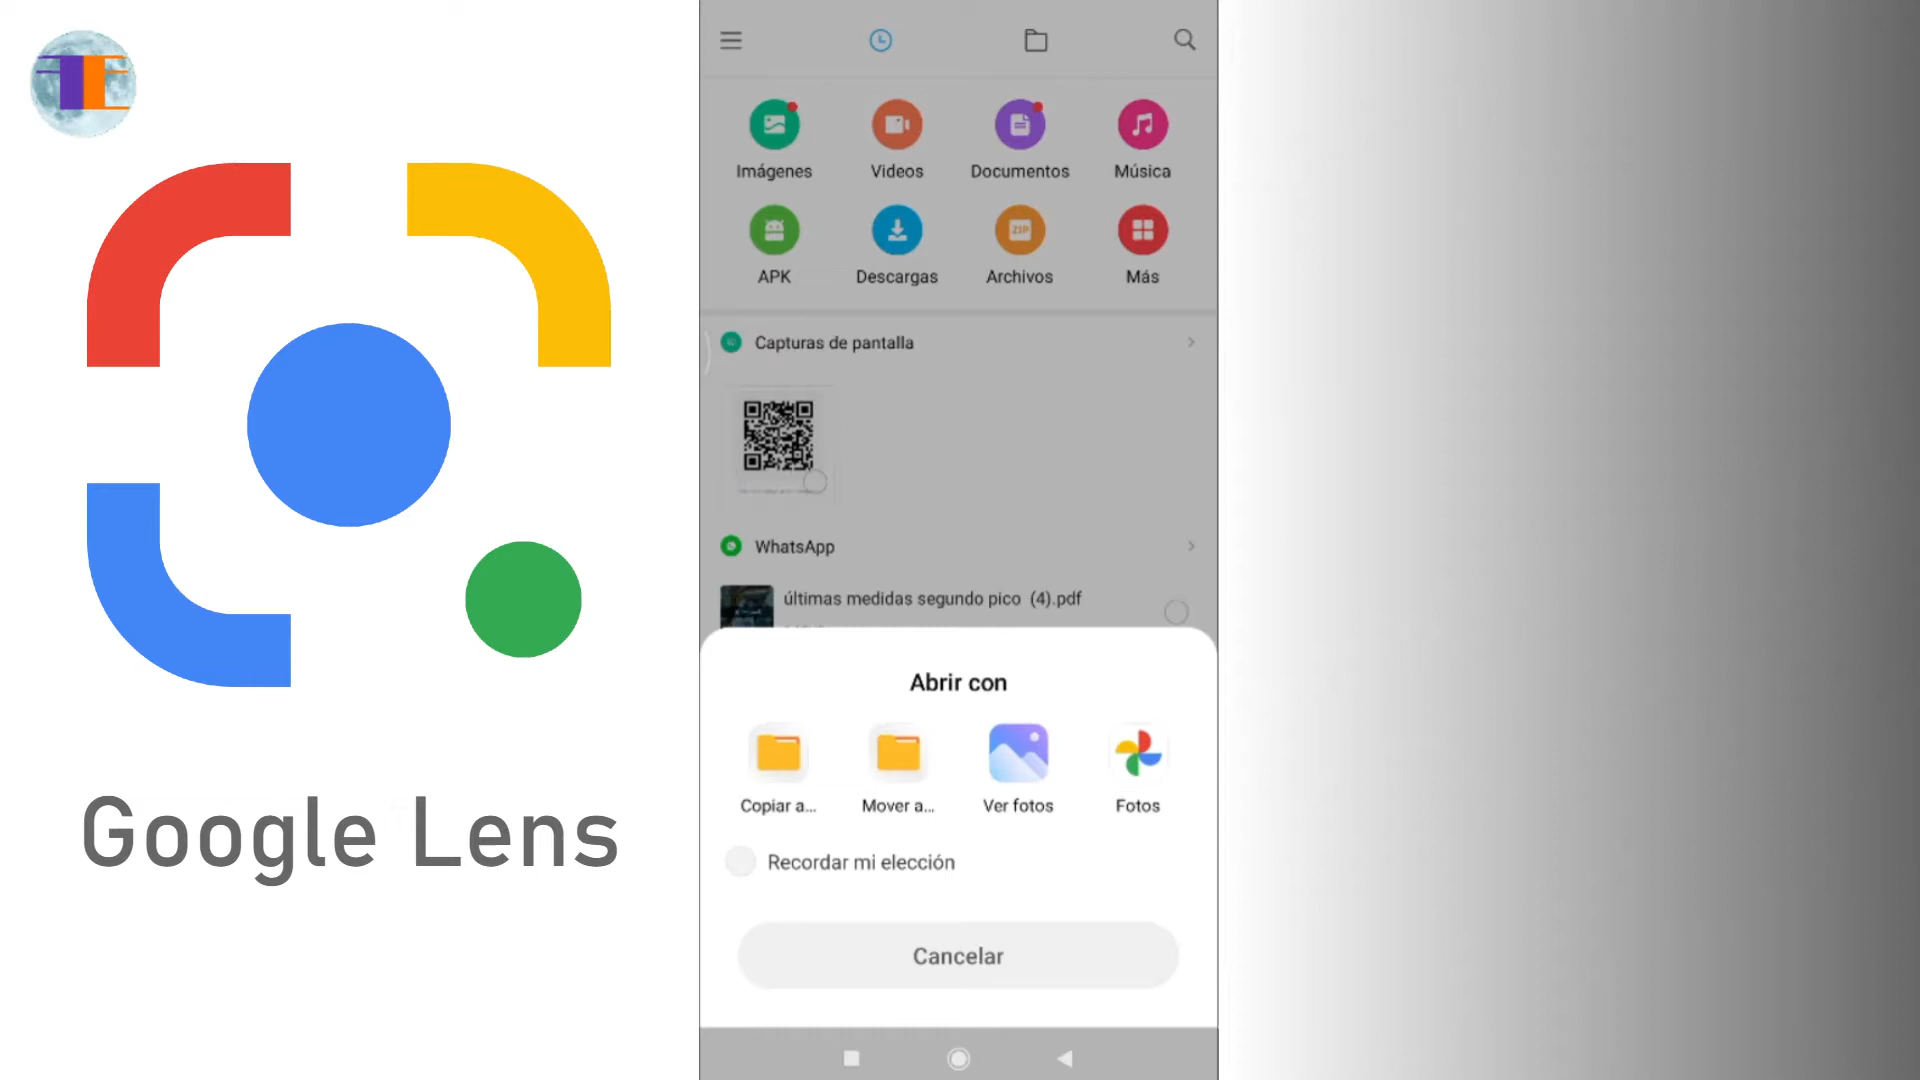 Imágenes
Videos
Documentos
Música
ZIP
APK
Descargas
Archivos
Más
Capturas de pantalla
WhatsApp
últimas medidas segundo pico (4).pdf
Abrir con
Copiar a...
Mover a...
Ver fotos
Fotos
Recordar mi elección
Cancelar
Google Lens